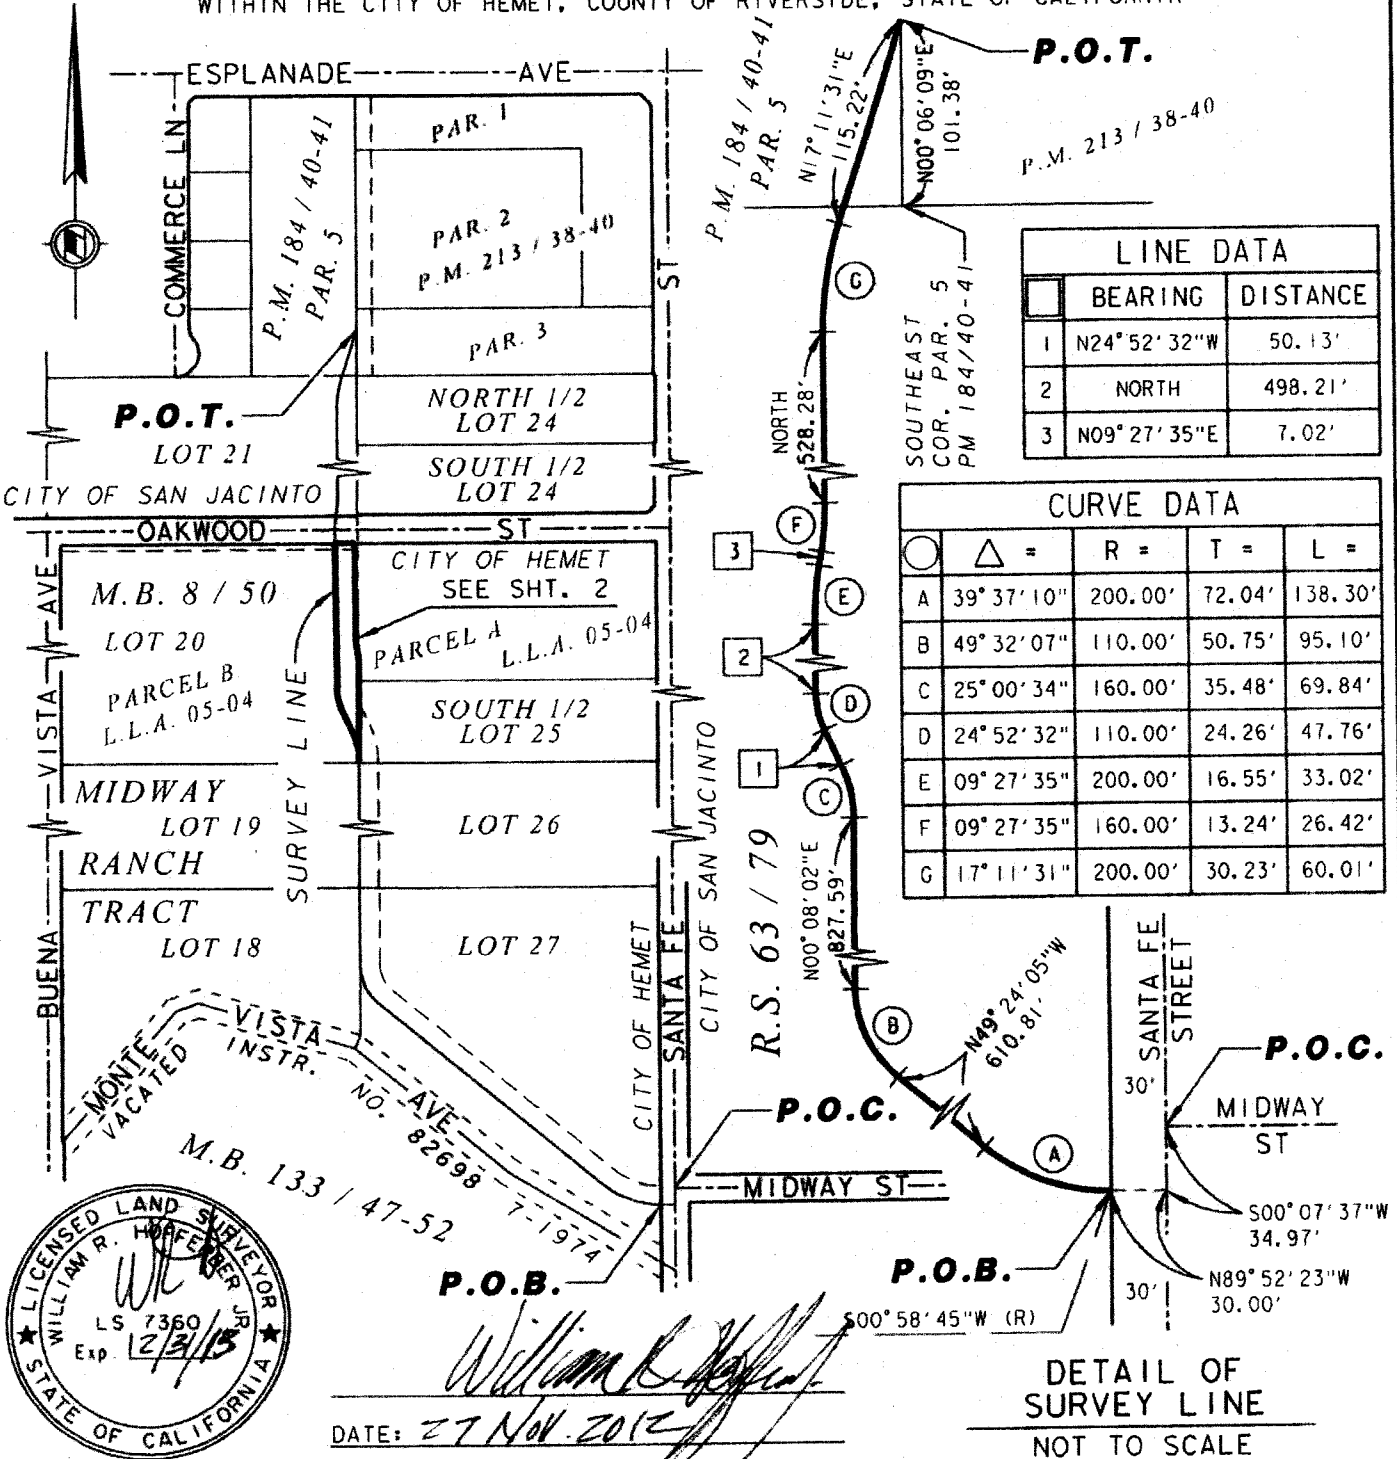 WITHIN THE CITY OF HEMET, COUNTY OF RIVERSIDE, STATE OF CALIFORNIA
ESPLANADE AVE
COMMERCE LN
P.M. 184 / 40-41
PAR. 5
PAR. 1
PAR. 2
P.M. 213 / 38-40
PAR. 3
ST
P.O.T.
LOT 21
NORTH 1/2
LOT 24
SOUTH 1/2
LOT 24
CITY OF SAN JACINTO
OAKWOOD ST
CITY OF HEMET
SEE SHT. 2
M.B. 8 / 50
LOT 20
PARCEL B
L.L.A. 05-04
PARCEL A
L.L.A. 05-04
SOUTH 1/2
LOT 25
SURVEY LINE
MIDWAY
LOT 19
RANCH
TRACT
LOT 18
LOT 26
LOT 27
BUENA VISTA AVE
MONTE VISTA AVE
VACATED
INSTR. NO. 82698 7-1974
M.B. 133 / 47-52
CITY OF HEMET
SANTA FE
CITY OF SAN JACINTO
R.S. 63 / 79
P.O.C.
MIDWAY ST
P.O.B.
P.M. 184 / 40-41
PAR. 5
N17°11'31"E
115.22'
N00°06'09"E
101.38'
P.O.T.
P.M. 213 / 38-40
SOUTHEAST
COR. PAR. 5
PM 184/40-41
G
NORTH
528.28'
F
3
E
2
D
1
C
N00°08'02"E
827.59'
B
N49°24'05"W
610.81'
A
LINE DATA
BEARING DISTANCE
1 N24°52'32"W 50.13'
2 NORTH 498.21'
3 N09°27'35"E 7.02'
CURVE DATA
△ = R = T = L =
A 39°37'10" 200.00' 72.04' 138.30'
B 49°32'07" 110.00' 50.75' 95.10'
C 25°00'34" 160.00' 35.48' 69.84'
D 24°52'32" 110.00' 24.26' 47.76'
E 09°27'35" 200.00' 16.55' 33.02'
F 09°27'35" 160.00' 13.24' 26.42'
G 17°11'31" 200.00' 30.23' 60.01'
SANTA FE
STREET
30'
P.O.C.
MIDWAY
ST
S00°07'37"W
34.97'
N89°52'23"W
30.00'
30'
P.O.B.
S00°58'45"W (R)
DETAIL OF
SURVEY LINE
NOT TO SCALE
LICENSED LAND SURVEYOR
WILLIAM R. HOFFERBER JR.
LS 7360
Exp. 12/31/13
STATE OF CALIFORNIA
DATE: 27 NOV. 2012